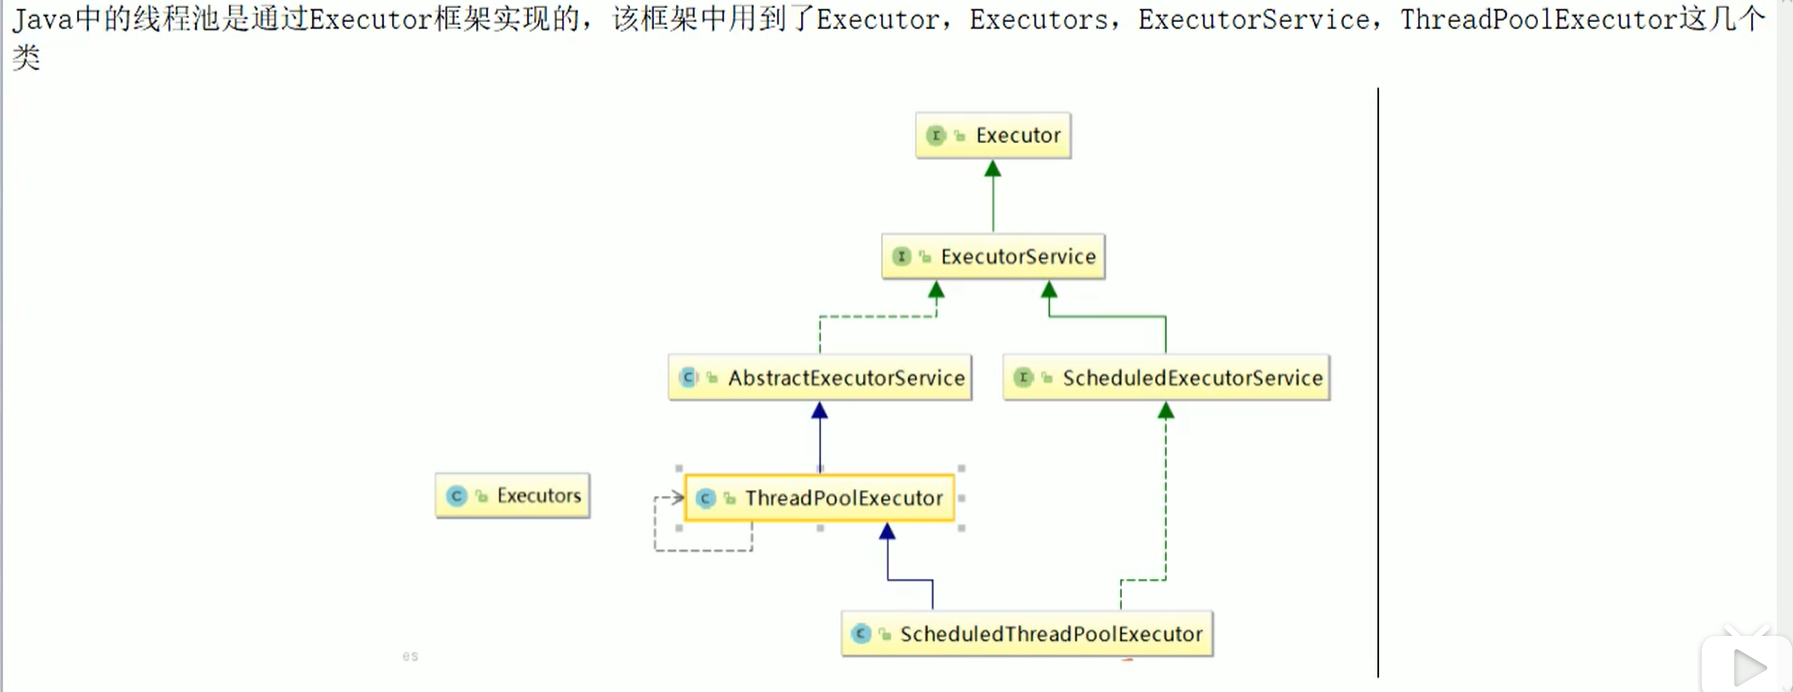 Java中的线程池是通过Executor框架实现的，该框架中用到了Executor，Executors，ExecutorService，ThreadPoolExecutor这几个
类
I Executor
I ExecutorService
C AbstractExecutorService
I ScheduledExecutorService
C Executors
C ThreadPoolExecutor
C ScheduledThreadPoolExecutor
es